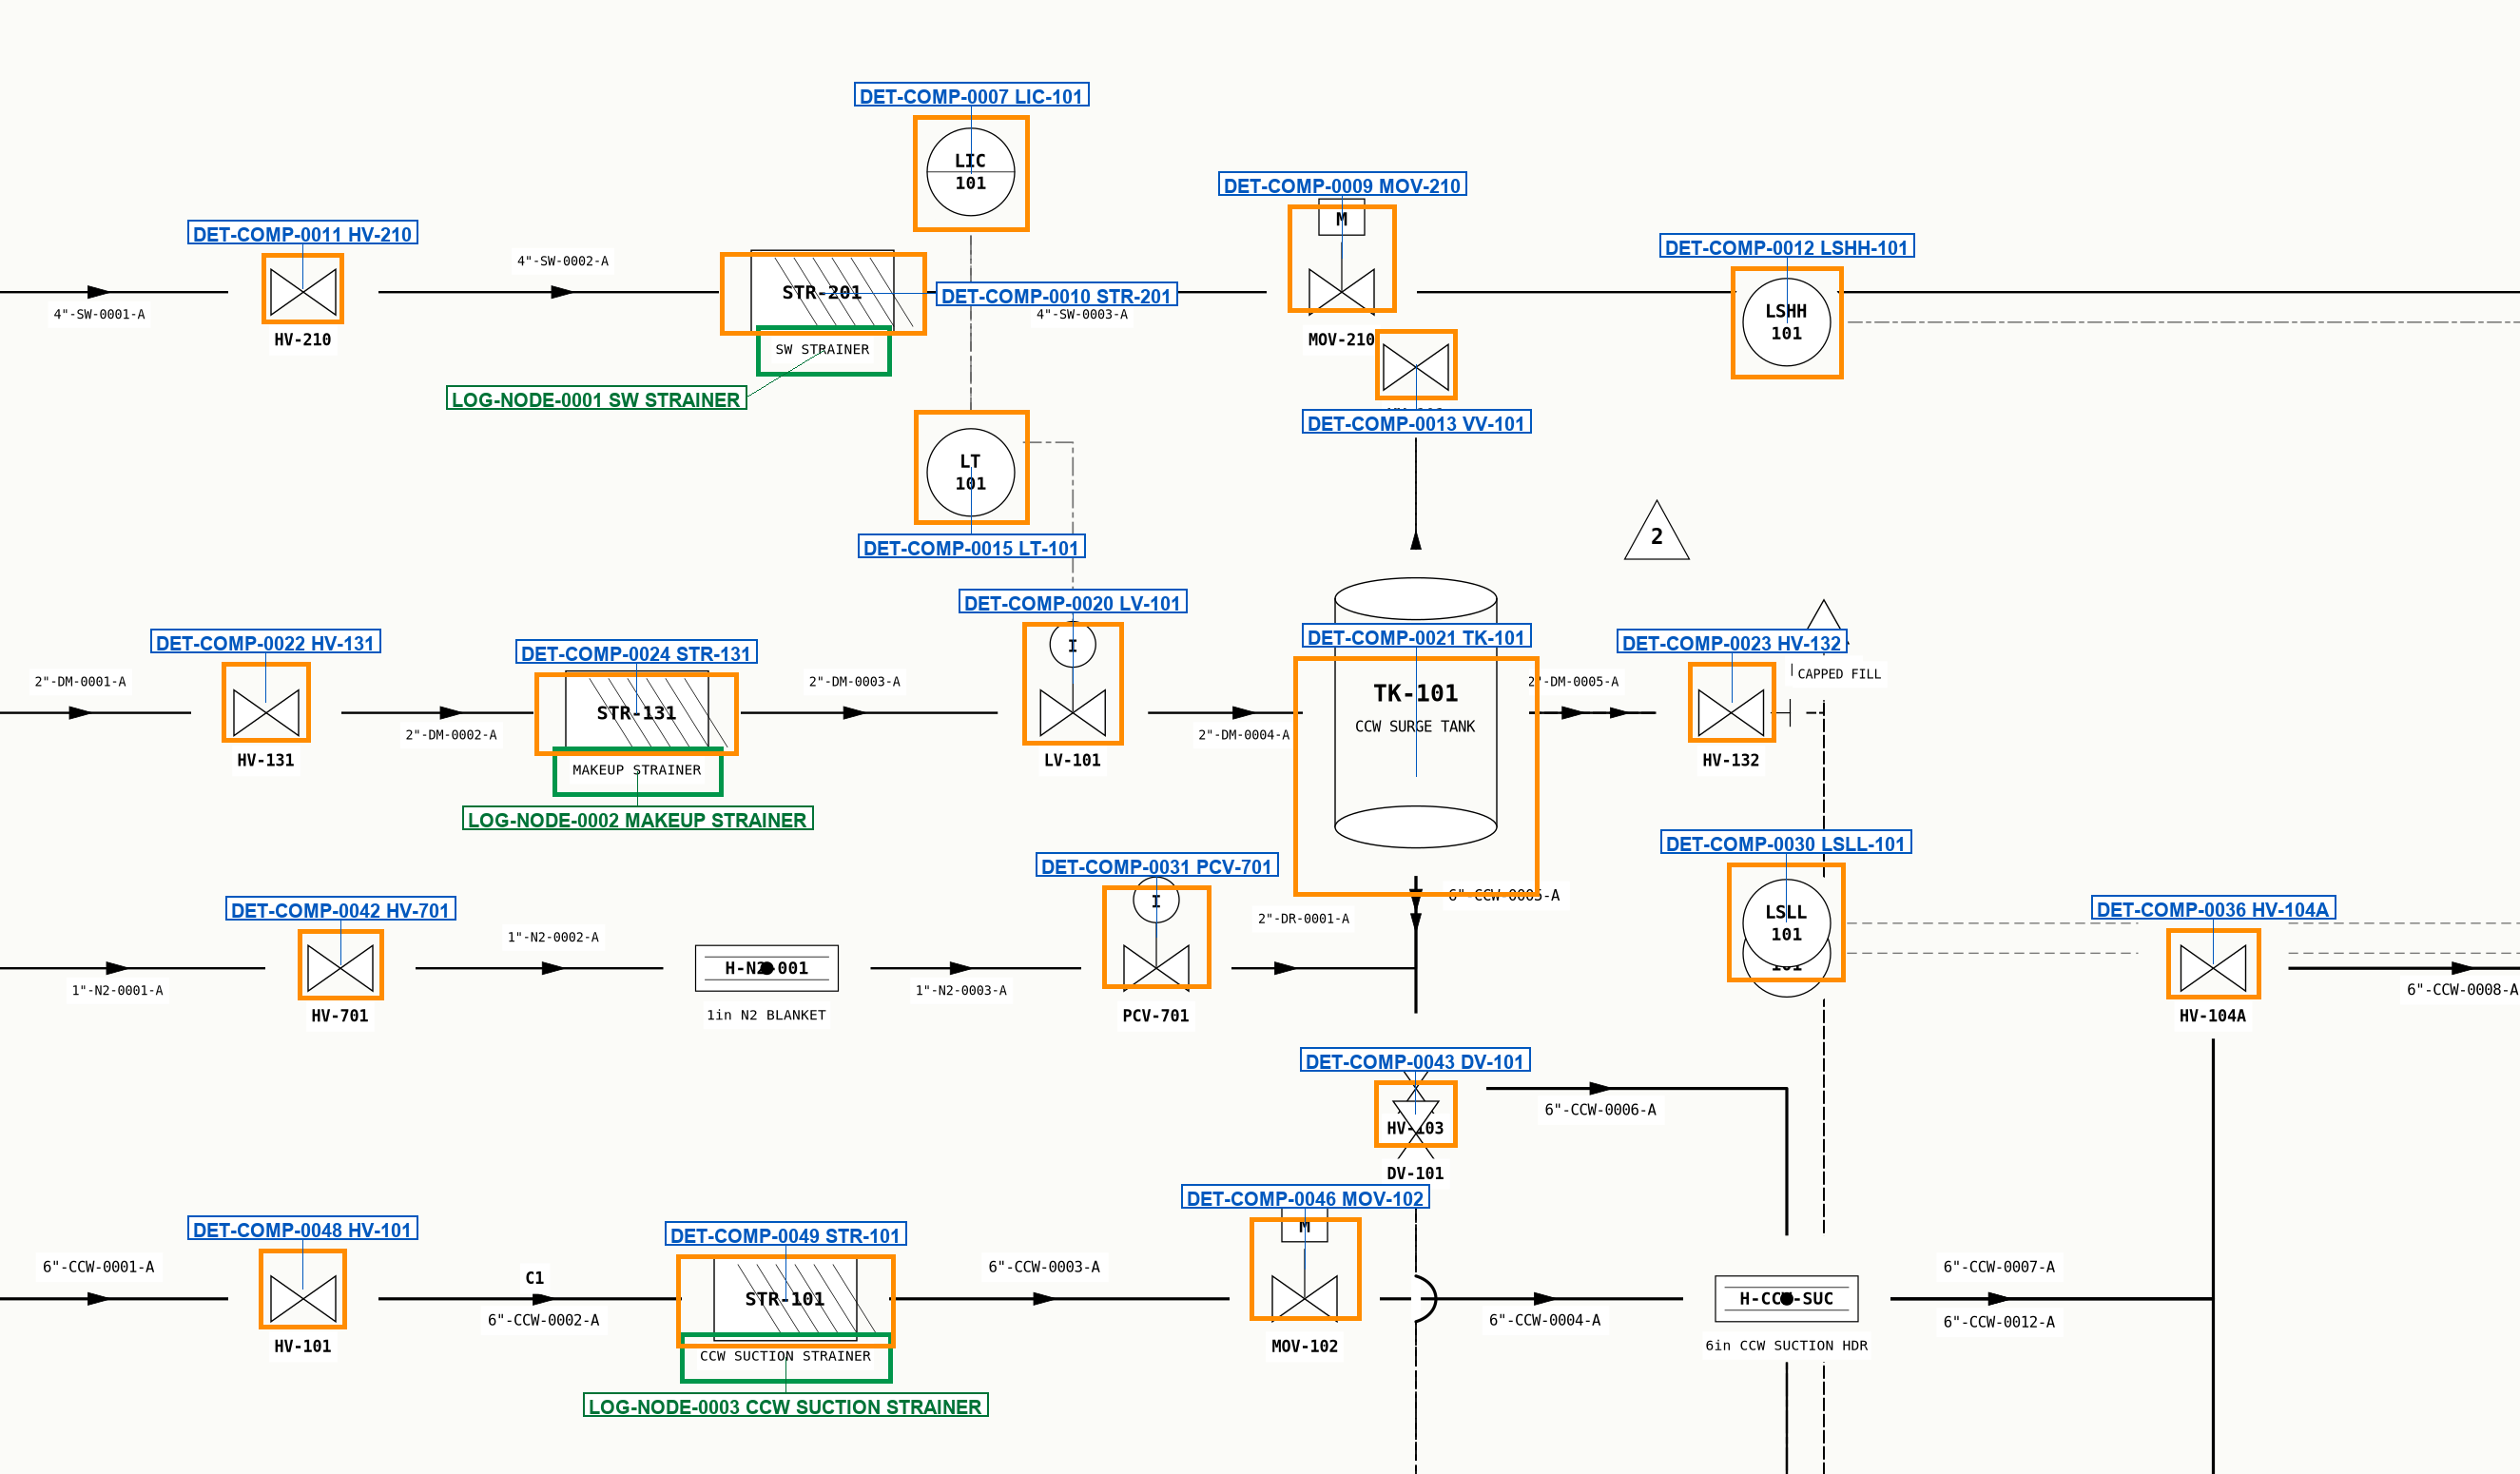 DET-COMP-0007 LIC-101
LIC
101
DET-COMP-0009 MOV-210
M
DET-COMP-0011 HV-210
4"-SW-0002-A
DET-COMP-0012 LSHH-101
4"-SW-0001-A
STR-201
DET-COMP-0010 STR-201
4"-SW-0003-A
LSHH
101
HV-210
SW STRAINER
MOV-210
LOG-NODE-0001 SW STRAINER
DET-COMP-0013 VV-101
LT
101
DET-COMP-0015 LT-101
2
DET-COMP-0020 LV-101
I
DET-COMP-0022 HV-131
DET-COMP-0024 STR-131
DET-COMP-0021 TK-101
DET-COMP-0023 HV-132
CAPPED FILL
2"-DM-0001-A
2"-DM-0003-A
2"-DM-0005-A
TK-101
STR-131
CCW SURGE TANK
2"-DM-0002-A
2"-DM-0004-A
HV-131
MAKEUP STRAINER
LV-101
HV-132
LOG-NODE-0002 MAKEUP STRAINER
DET-COMP-0030 LSLL-101
DET-COMP-0031 PCV-701
I
6"-CCW-0005-A
DET-COMP-0042 HV-701
2"-DR-0001-A
LSLL
101
101
DET-COMP-0036 HV-104A
1"-N2-0002-A
H-N2-001
1"-N2-0001-A
1"-N2-0003-A
6"-CCW-0008-A
HV-701
1in N2 BLANKET
PCV-701
HV-104A
DET-COMP-0043 DV-101
6"-CCW-0006-A
HV-103
DV-101
DET-COMP-0046 MOV-102
M
DET-COMP-0048 HV-101
DET-COMP-0049 STR-101
6"-CCW-0001-A
C1
6"-CCW-0003-A
6"-CCW-0007-A
STR-101
H-CCW-SUC
6"-CCW-0002-A
6"-CCW-0004-A
6"-CCW-0012-A
HV-101
CCW SUCTION STRAINER
MOV-102
6in CCW SUCTION HDR
LOG-NODE-0003 CCW SUCTION STRAINER